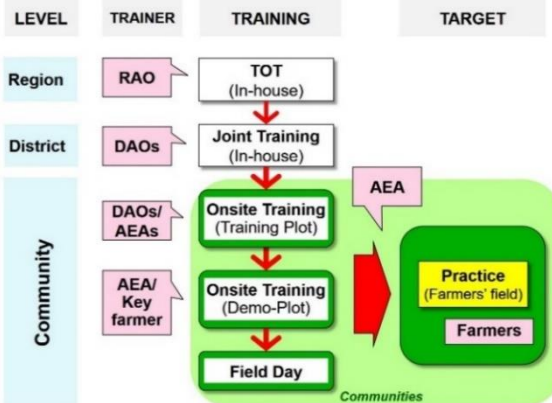 LEVEL
TRAINER
TRAINING
TARGET
Region
RAO
TOT
(In-house)
District
DAOs
Joint Training
(In-house)
Community
DAOs/
AEAs
Onsite Training
(Training Plot)
AEA
AEA/
Key
farmer
Onsite Training
(Demo-Plot)
Practice
(Farmers' field)
Farmers
Field Day
Communities